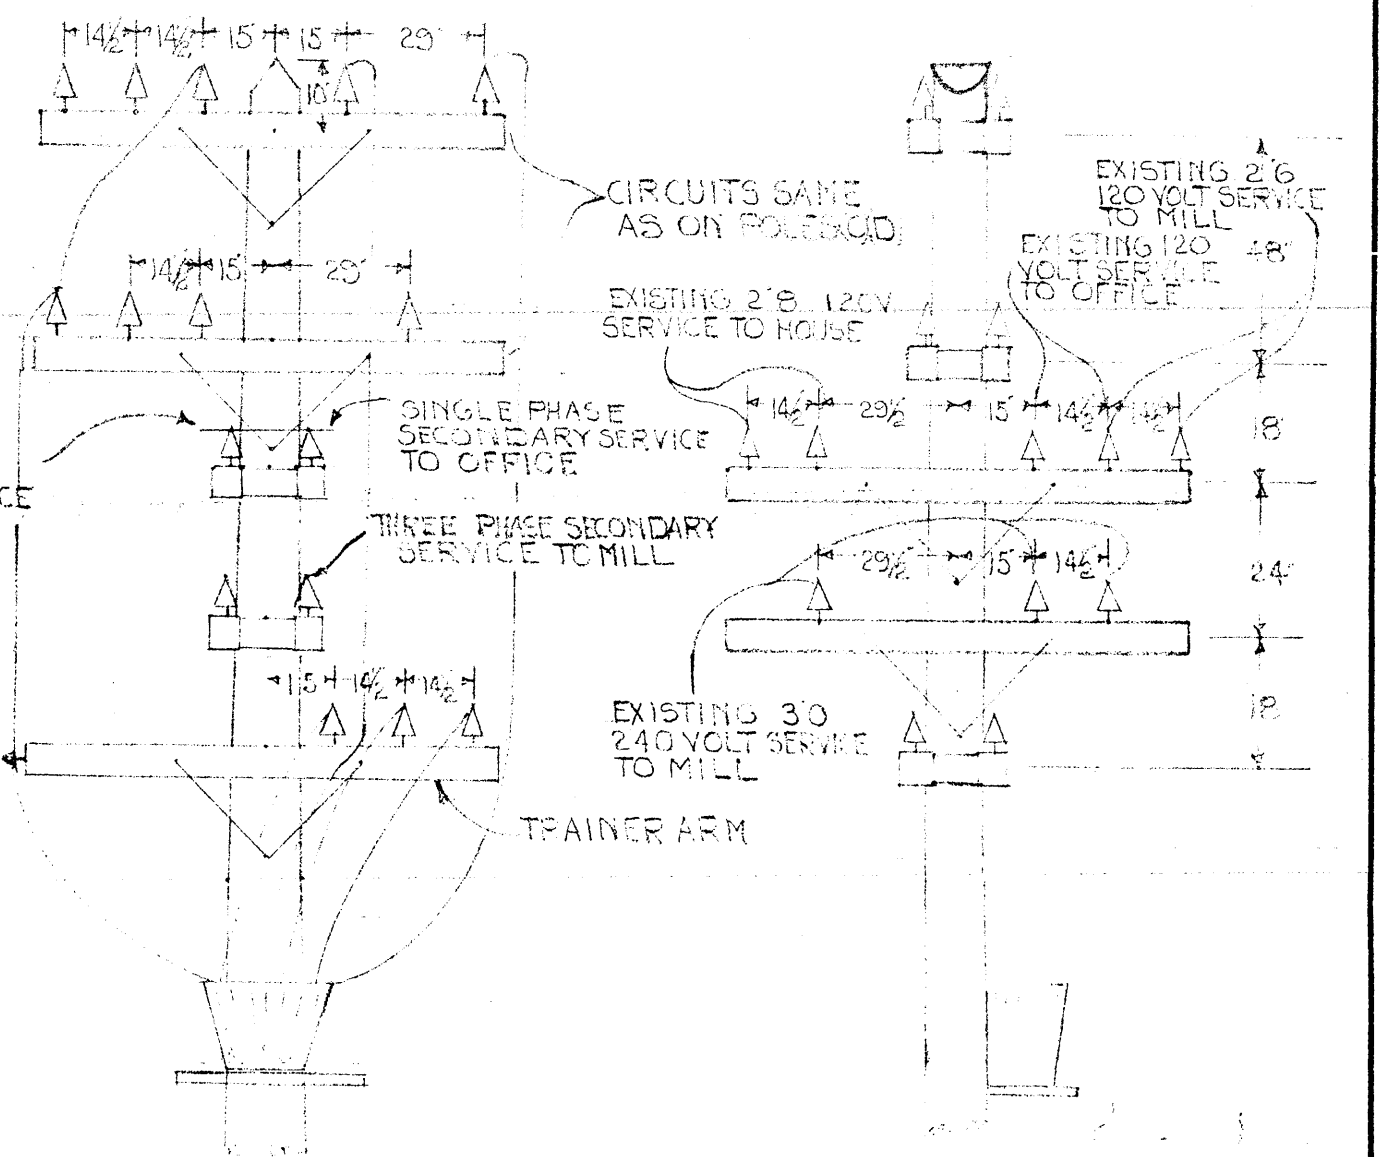 14½ 14½ 15" 15" 29"
10"
CIRCUITS SAME
AS ON
14½ 15" 29"
EXISTING 2'6
120 VOLT SERVICE
TO MILL
EXISTING 120
VOLT SERVICE
TO OFFICE
48"
EXISTING 2'8 120V
SERVICE TO HOUSE
14½ 29½ 15" 14½ 14½
18"
SINGLE PHASE
SECONDARY SERVICE
TO OFFICE
CE
THREE PHASE SECONDARY
SERVICE TO MILL
29½ 15" 14½
24"
15" 14½ 14½
EXISTING 3'0
240 VOLT SERVICE
TO MILL
18"
TRAINER ARM